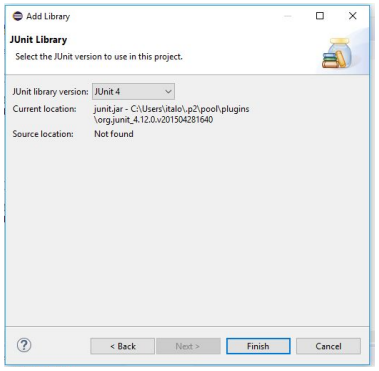 Add Library
JUnit Library
Select the JUnit version to use in this project.
JUnit library version: JUnit 4
Current location: junit.jar - C:\Users\italo\.p2\pool\plugins
\org.junit_4.12.0.v201504281640
Source location: Not found
? < Back Next > Finish Cancel